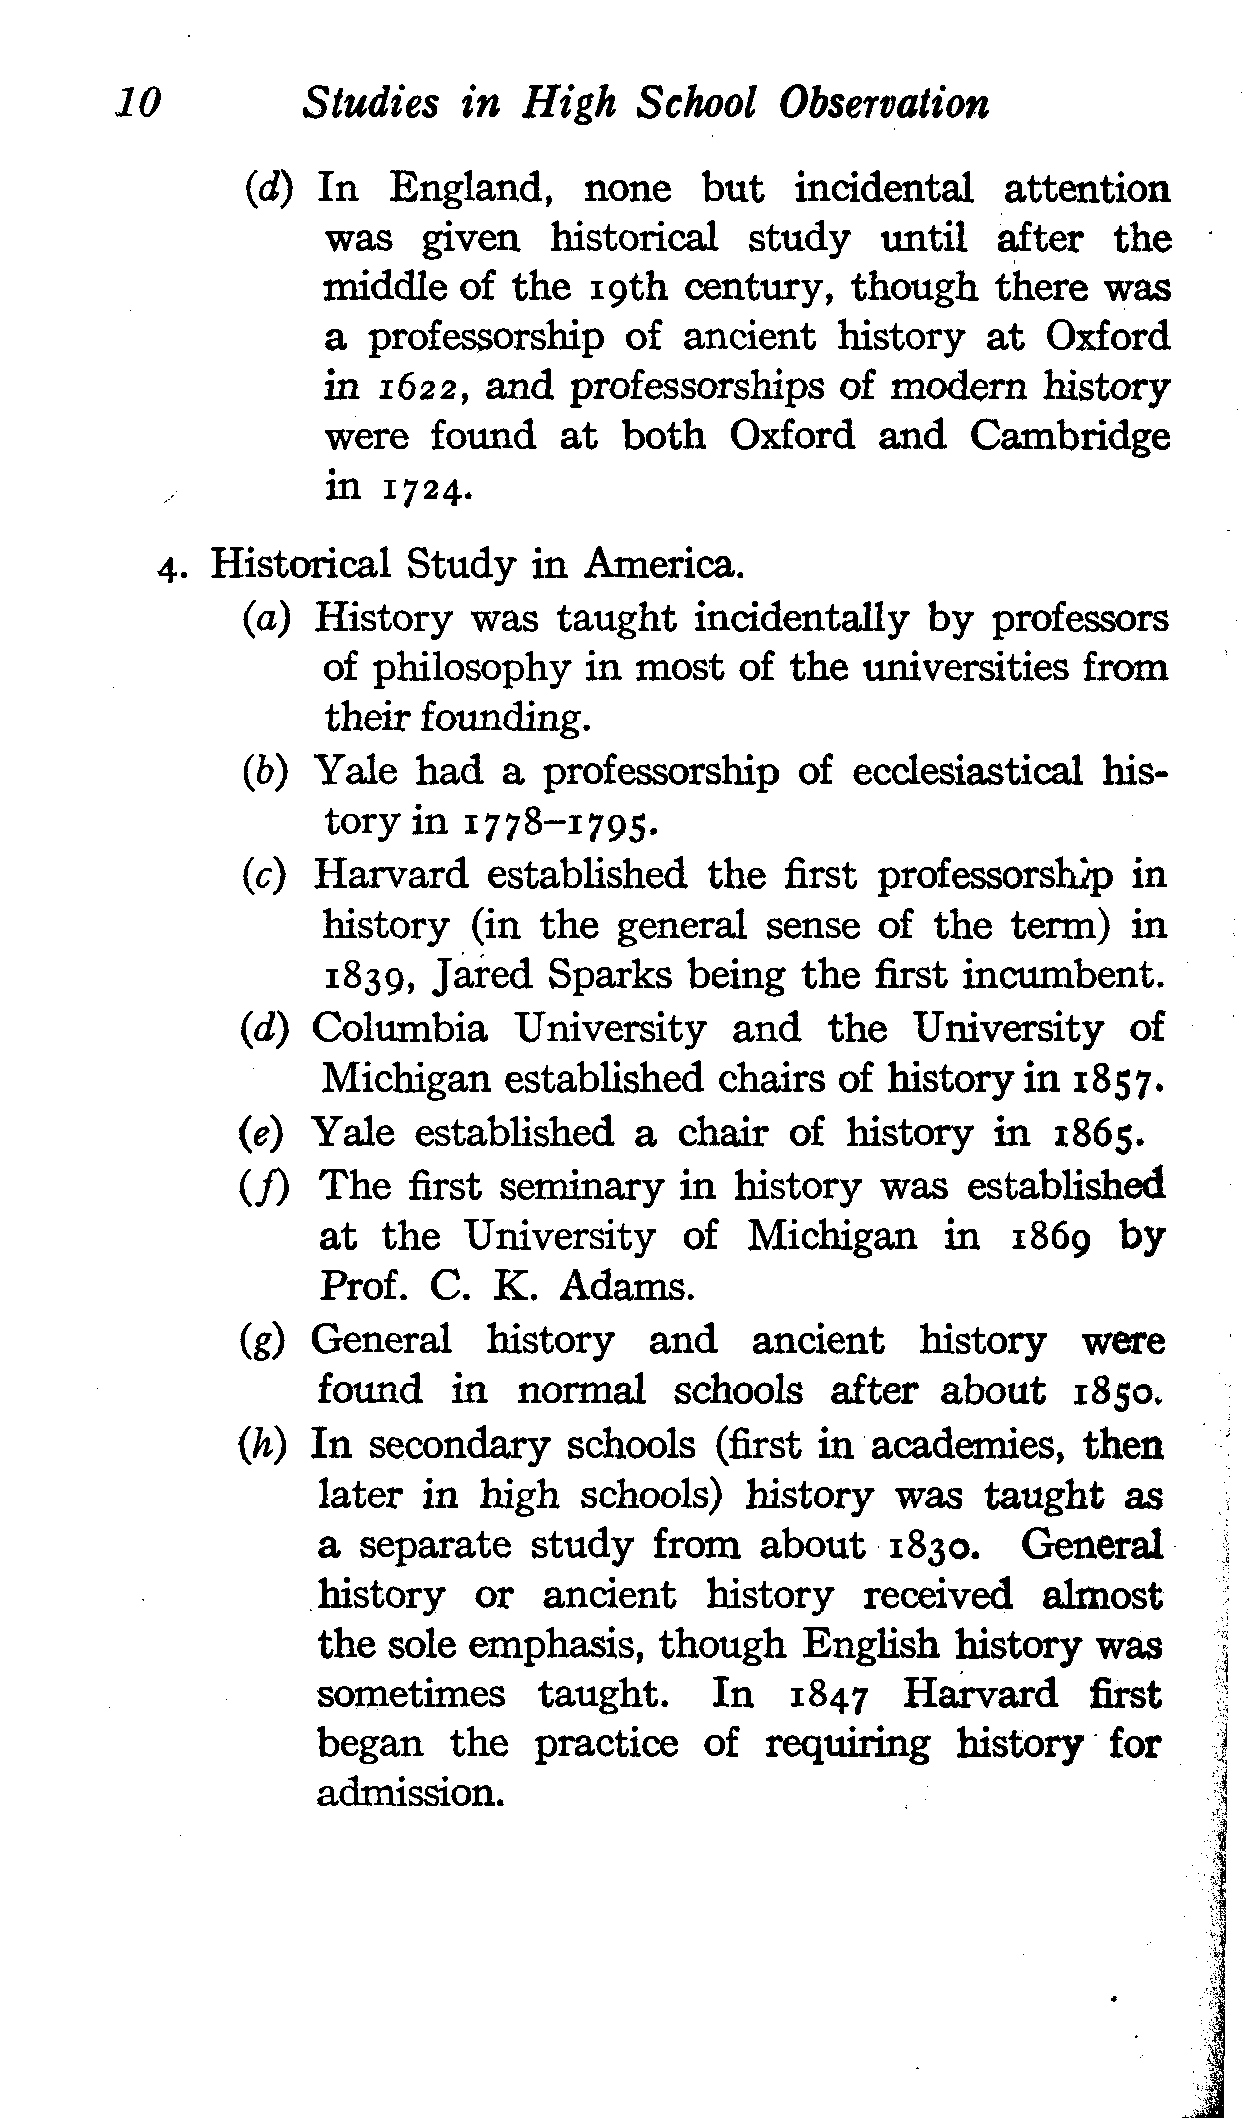 10 Studies in High School Observation
(d) In England, none but incidental attention
was given historical study until after the
middle of the 19th century, though there was
a professorship of ancient history at Oxford
in 1622, and professorships of modern history
were found at both Oxford and Cambridge
in 1724.
4. Historical Study in America.
(a) History was taught incidentally by professors
of philosophy in most of the universities from
their founding.
(b) Yale had a professorship of ecclesiastical his-
tory in 1778–1795.
(c) Harvard established the first professorship in
history (in the general sense of the term) in
1839, Jared Sparks being the first incumbent.
(d) Columbia University and the University of
Michigan established chairs of history in 1857.
(e) Yale established a chair of history in 1865.
(f) The first seminary in history was established
at the University of Michigan in 1869 by
Prof. C. K. Adams.
(g) General history and ancient history were
found in normal schools after about 1850.
(h) In secondary schools (first in academies, then
later in high schools) history was taught as
a separate study from about 1830. General
history or ancient history received almost
the sole emphasis, though English history was
sometimes taught. In 1847 Harvard first
began the practice of requiring history for
admission.